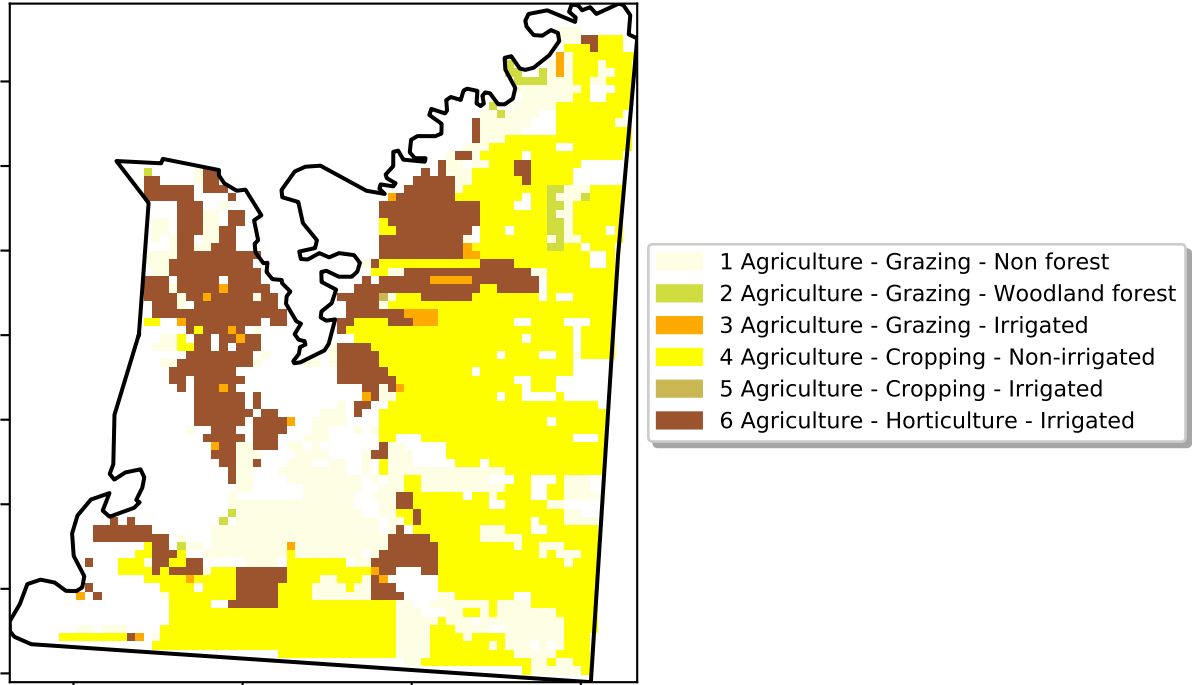 1 Agriculture - Grazing - Non forest
2 Agriculture - Grazing - Woodland forest
3 Agriculture - Grazing - Irrigated
4 Agriculture - Cropping - Non-irrigated
5 Agriculture - Cropping - Irrigated
6 Agriculture - Horticulture - Irrigated